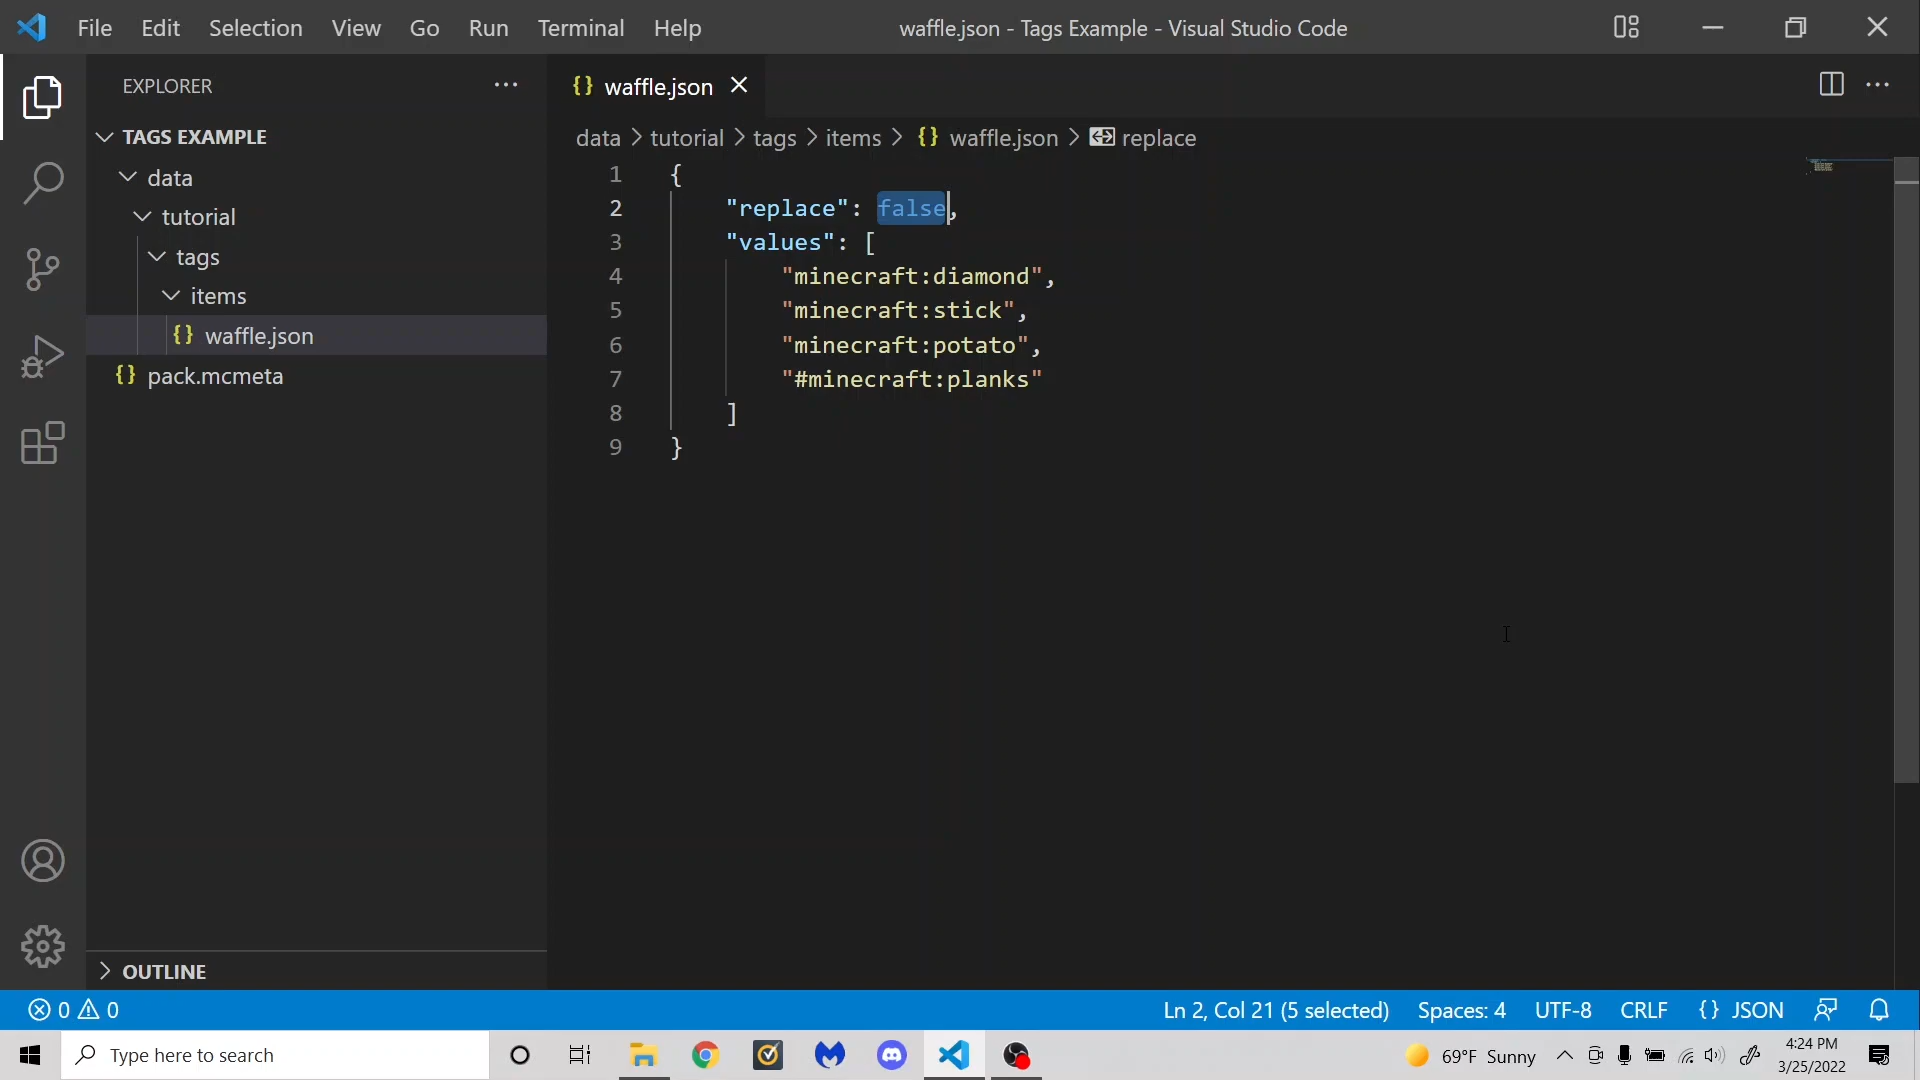 File Edit Selection View Go Run Terminal Help waffle.json - Tags Example - Visual Studio Code
EXPLORER
TAGS EXAMPLE
data
tutorial
tags
items
{} waffle.json
{} pack.mcmeta
OUTLINE
{} waffle.json
data > tutorial > tags > items > {} waffle.json > replace
1 {
2 "replace": false,
3 "values": [
4 "minecraft:diamond",
5 "minecraft:stick",
6 "minecraft:potato",
7 "#minecraft:planks"
8 ]
9 }
0 0 Ln 2, Col 21 (5 selected) Spaces: 4 UTF-8 CRLF {} JSON
Type here to search 69°F Sunny 4:24 PM
3/25/2022